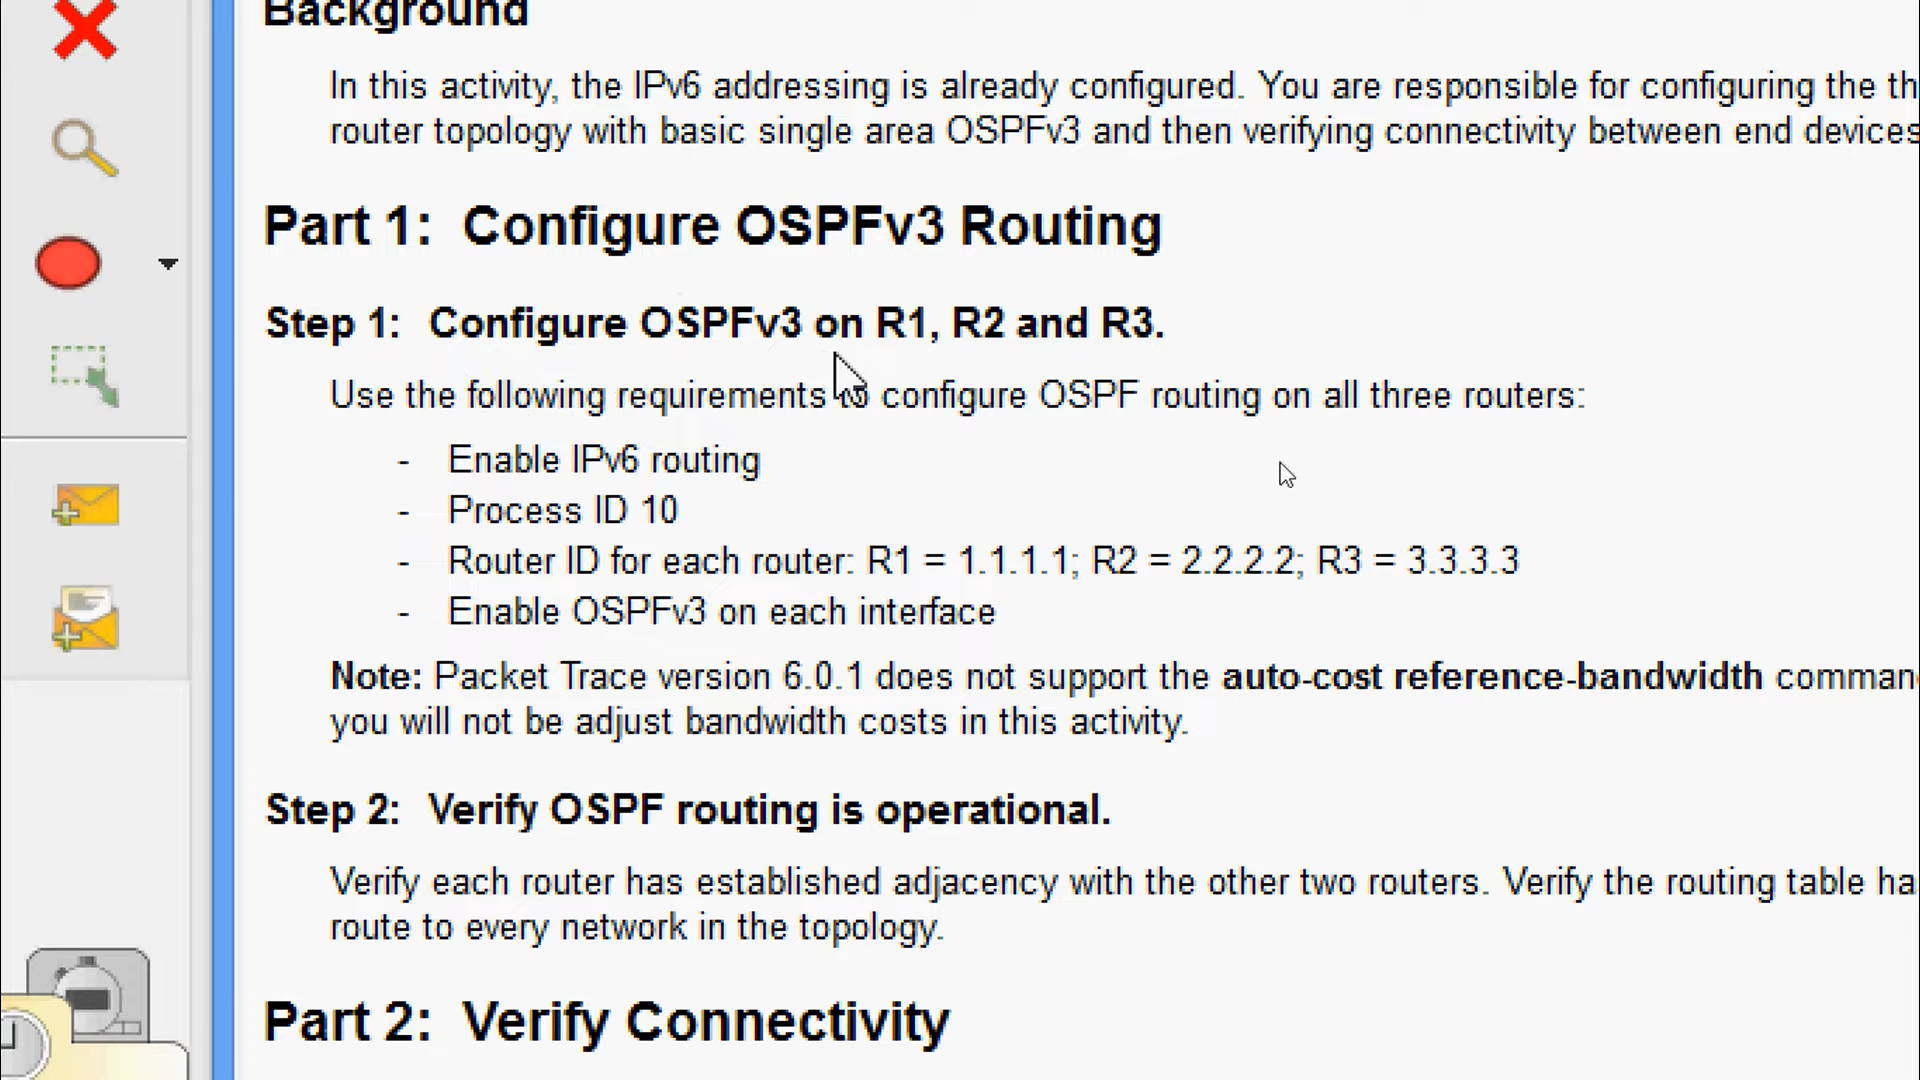 Background
In this activity, the IPv6 addressing is already configured. You are responsible for configuring the
router topology with basic single area OSPFv3 and then verifying connectivity between end devices
Part 1: Configure OSPFv3 Routing
Step 1: Configure OSPFv3 on R1, R2 and R3.
Use the following requirements to configure OSPF routing on all three routers:
- Enable IPv6 routing
- Process ID 10
- Router ID for each router: R1 = 1.1.1.1; R2 = 2.2.2.2; R3 = 3.3.3.3
- Enable OSPFv3 on each interface
Note: Packet Trace version 6.0.1 does not support the auto-cost reference-bandwidth
you will not be adjust bandwidth costs in this activity.
Step 2: Verify OSPF routing is operational.
Verify each router has established adjacency with the other two routers. Verify the routing table
route to every network in the topology.
Part 2: Verify Connectivity